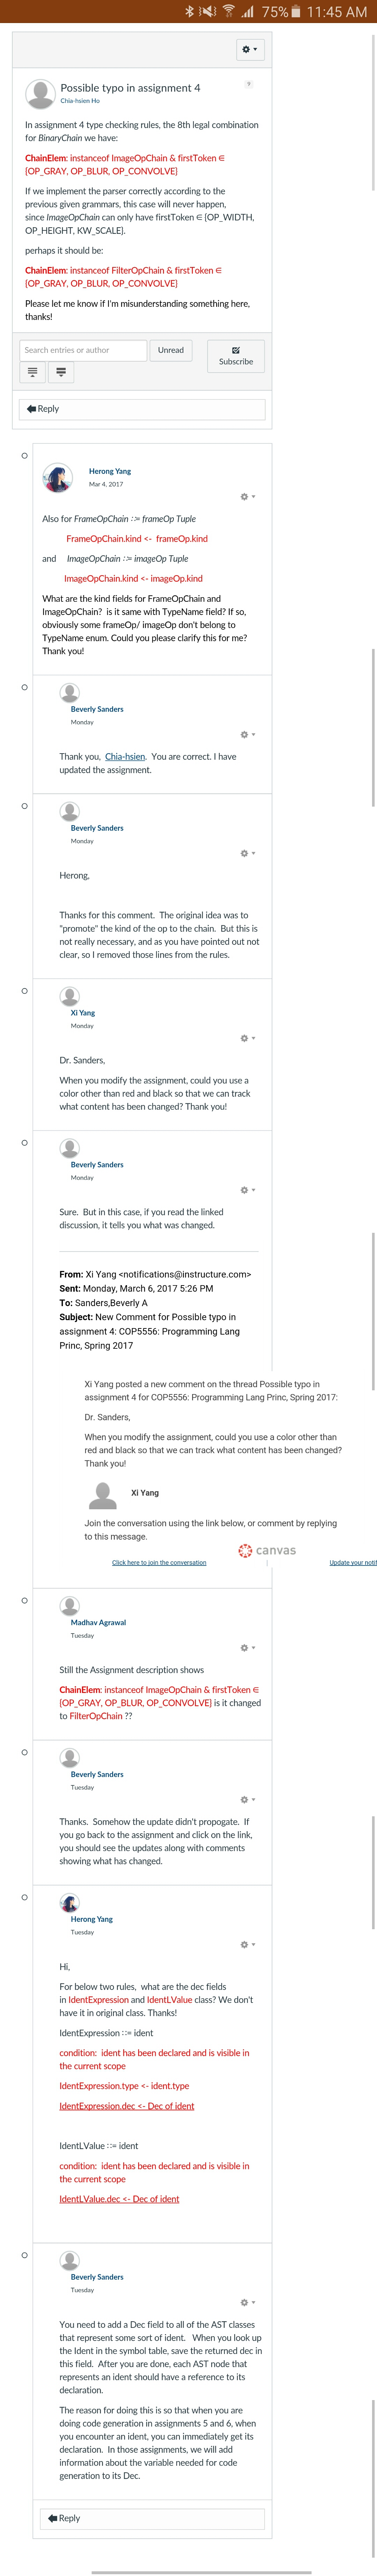 75% 11:45 AM
Possible typo in assignment 4
Chia-hsien Ho
In assignment 4 type checking rules, the 8th legal combination
for BinaryChain we have:
ChainElem: instanceof ImageOpChain & firstToken ∈
{OP_GRAY, OP_BLUR, OP_CONVOLVE}
If we implement the parser correctly according to the
previous given grammars, this case will never happen,
since ImageOpChain can only have firstToken ∈ {OP_WIDTH,
OP_HEIGHT, KW_SCALE}.
perhaps it should be:
ChainElem: instanceof FilterOpChain & firstToken ∈
{OP_GRAY, OP_BLUR, OP_CONVOLVE}
Please let me know if I'm misunderstanding something here,
thanks!
Search entries or author
Unread
Subscribe
Reply
Herong Yang
Mar 4, 2017
Also for FrameOpChain ::= frameOp Tuple
FrameOpChain.kind <- frameOp.kind
and ImageOpChain ::= imageOp Tuple
ImageOpChain.kind <- imageOp.kind
What are the kind fields for FrameOpChain and
ImageOpChain? is it same with TypeName field? If so,
obviously some frameOp/ imageOp don't belong to
TypeName enum. Could you please clarify this for me?
Thank you!
Beverly Sanders
Monday
Thank you, Chia-hsien. You are correct. I have
updated the assignment.
Beverly Sanders
Monday
Herong,
Thanks for this comment. The original idea was to
"promote" the kind of the op to the chain. But this is
not really necessary, and as you have pointed out not
clear, so I removed those lines from the rules.
Xi Yang
Monday
Dr. Sanders,
When you modify the assignment, could you use a
color other than red and black so that we can track
what content has been changed? Thank you!
Beverly Sanders
Monday
Sure. But in this case, if you read the linked
discussion, it tells you what was changed.
From: Xi Yang <notifications@instructure.com>
Sent: Monday, March 6, 2017 5:26 PM
To: Sanders,Beverly A
Subject: New Comment for Possible typo in
assignment 4: COP5556: Programming Lang
Princ, Spring 2017
Xi Yang posted a new comment on the thread Possible typo in
assignment 4 for COP5556: Programming Lang Princ, Spring 2017:
Dr. Sanders,
When you modify the assignment, could you use a color other than
red and black so that we can track what content has been changed?
Thank you!
Xi Yang
Join the conversation using the link below, or comment by replying
to this message.
canvas
Click here to join the conversation | Update your notif
Madhav Agrawal
Tuesday
Still the Assignment description shows
ChainElem: instanceof ImageOpChain & firstToken ∈
{OP_GRAY, OP_BLUR, OP_CONVOLVE} is it changed
to FilterOpChain ??
Beverly Sanders
Tuesday
Thanks. Somehow the update didn't propogate. If
you go back to the assignment and click on the link,
you should see the updates along with comments
showing what has changed.
Herong Yang
Tuesday
Hi,
For below two rules, what are the dec fields
in IdentExpression and IdentLValue class? We don't
have it in original class. Thanks!
IdentExpression ::= ident
condition: ident has been declared and is visible in
the current scope
IdentExpression.type <- ident.type
IdentExpression.dec <- Dec of ident
IdentLValue ::= ident
condition: ident has been declared and is visible in
the current scope
IdentLValue.dec <- Dec of ident
Beverly Sanders
Tuesday
You need to add a Dec field to all of the AST classes
that represent some sort of ident. When you look up
the Ident in the symbol table, save the returned dec in
this field. After you are done, each AST node that
represents an ident should have a reference to its
declaration.
The reason for doing this is so that when you are
doing code generation in assignments 5 and 6, when
you encounter an ident, you can immediately get its
declaration. In those assignments, we will add
information about the variable needed for code
generation to its Dec.
Reply